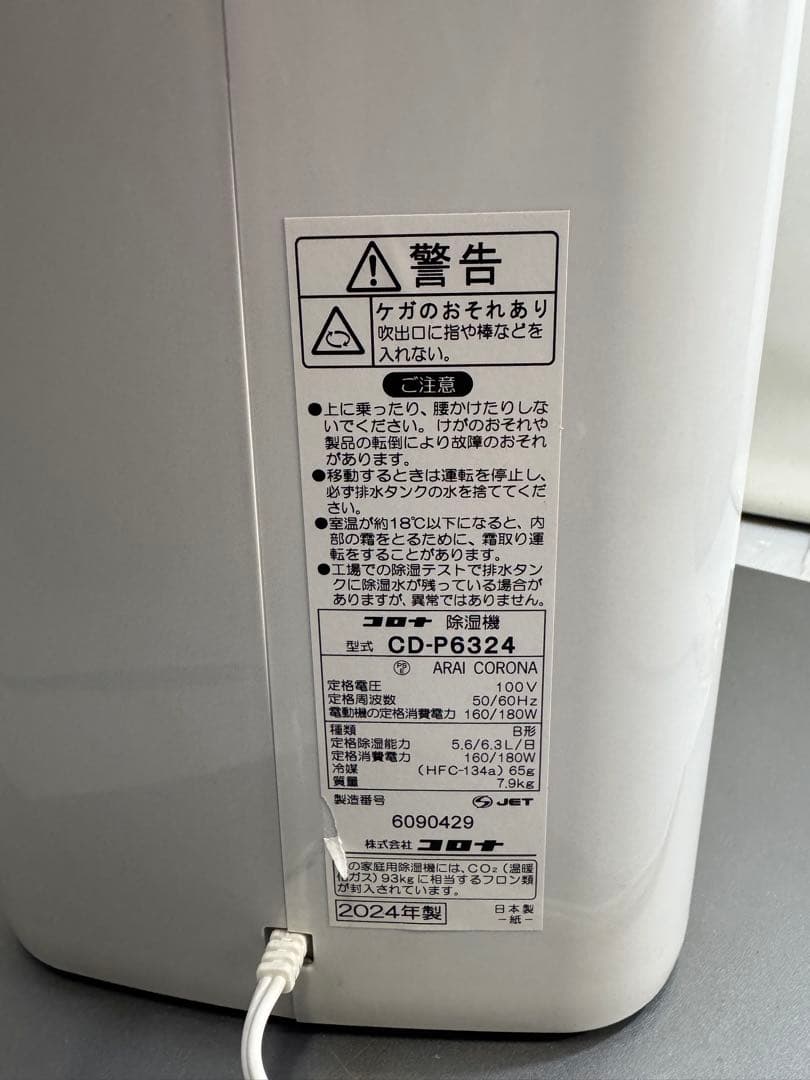 警告
ケガのおそれあり
吹出口に指や棒などを
入れない。
ご注意
●上に乗ったり、腰かけたりしな
いでください。けがのおそれや
製品の転倒により故障のおそれ
があります。
●移動するときは運転を停止し、
必ず排水タンクの水を捨ててくだ
さい。
●室温が約18℃以下になると、内
部の霜をとるために、霜取り運
転をすることがあります。
●工場での除湿テストで排水タン
クに除湿水が残っている場合が
ありますが、異常ではありません。
コロナ 除湿機
型式 CD-P6324
PSE ARAI CORONA
定格電圧 100V
定格周波数 50/60Hz
電動機の定格消費電力 160/180W
種類 B形
定格除湿能力 5.6/6.3L/日
定格消費電力 160/180W
冷媒 (HFC-134a) 65g
質量 7.9kg
製造番号 JET
6090429
株式会社 コロナ
の家庭用除湿機には、CO₂（温暖
化ガス）93kgに相当するフロン類
が封入されています。
2024年製 日本製
-紙-